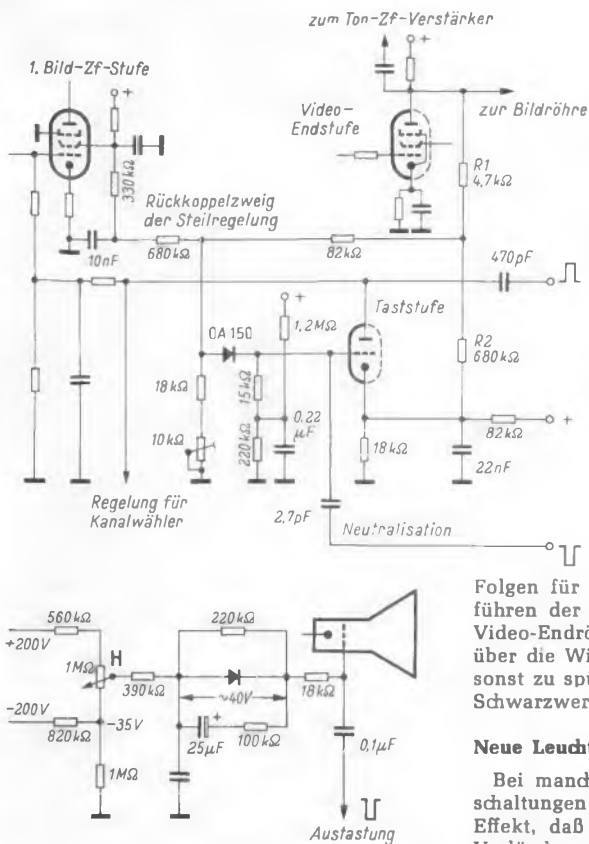 zum Ton-Zf-Verstärker
1. Bild-Zf-Stufe
+
+
Video-
Endstufe
zur Bildröhre
330kΩ
R1
4,7kΩ
Rückkoppelzweig
der Steilregelung
10nF
680kΩ
82kΩ
470pF
+
Taststufe
OA 150
1,2MΩ
R2
680kΩ
18kΩ
15kΩ
10kΩ
220kΩ
0,22
µF
18kΩ
82kΩ
+
22nF
Regelung für
Kanalwähler
2,7pF
Neutralisation
560kΩ
+200V
1MΩ
H
390kΩ
220kΩ
~40V
18kΩ
-200V
820kΩ
-35V
+
25µF
100kΩ
0,1µF
1MΩ
Austastung
Folgen für
führen der
Video-Endrö
über die Wi
sonst zu spü
Schwarzwer
Neue Leucht
Bei manch
schaltungen
Effekt, daß